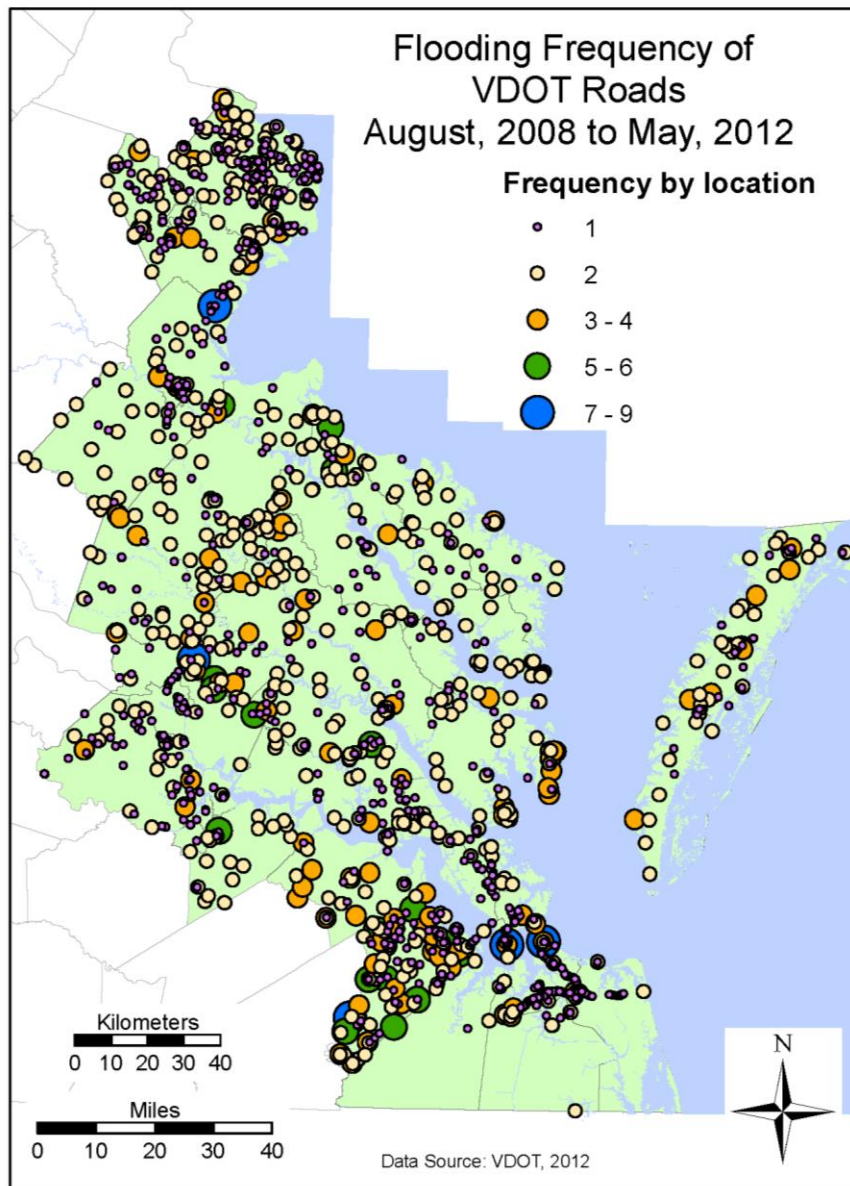 Flooding Frequency of
VDOT Roads
August, 2008 to May, 2012
Frequency by location
1
2
3 - 4
5 - 6
7 - 9
Kilometers
0 10 20 30 40
Miles
0 10 20 30 40
N
Data Source: VDOT, 2012